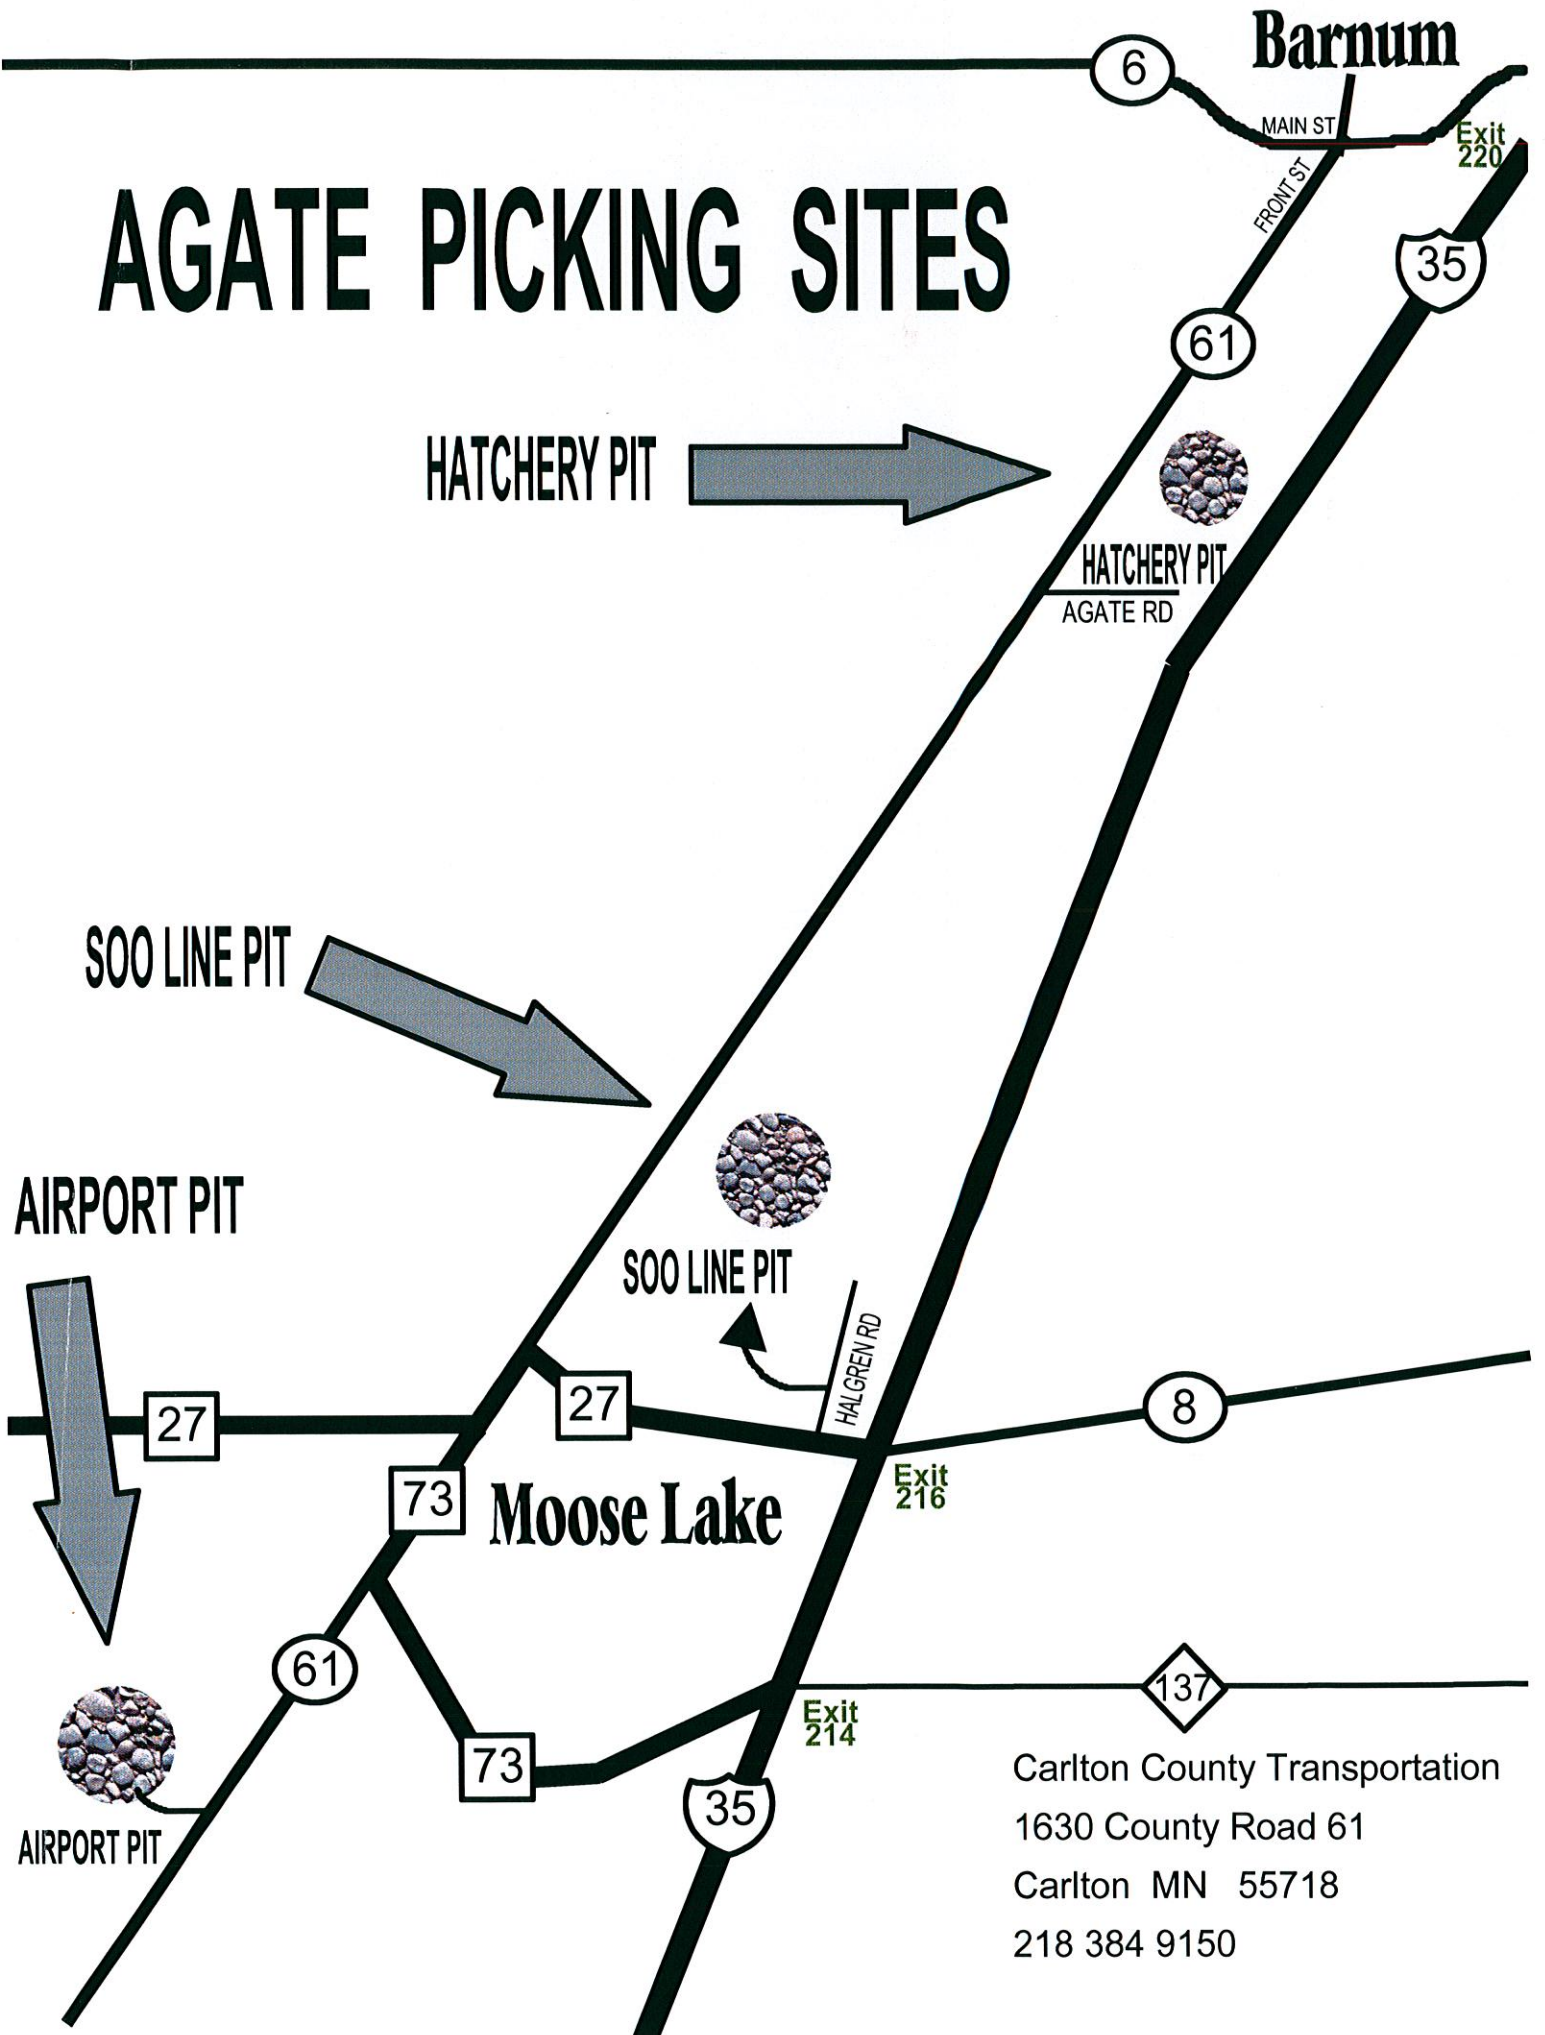 Barnum
6
MAIN ST
Exit
220
FRONT ST
AGATE PICKING SITES
35
61
HATCHERY PIT
HATCHERY PIT
AGATE RD
SOO LINE PIT
AIRPORT PIT
SOO LINE PIT
HALGREN RD
27
27
8
73
Moose Lake
Exit
216
61
137
Exit
214
73
35
AIRPORT PIT
Carlton County Transportation
1630 County Road 61
Carlton MN 55718
218 384 9150